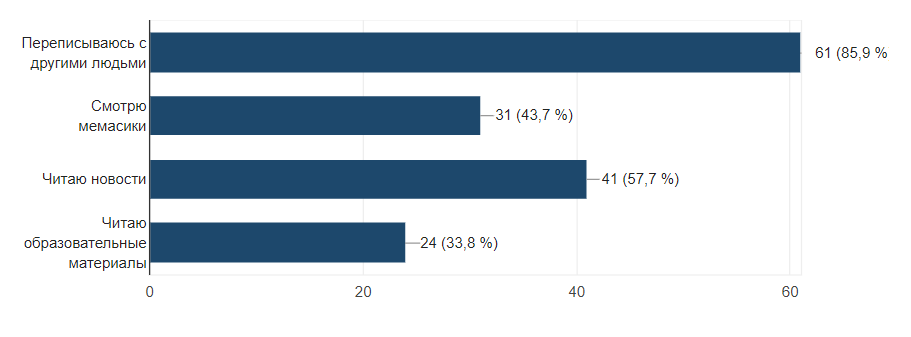 Переписываюсь с
другими людьми
61 (85,9 %
Смотрю
мемасики
31 (43,7 %)
Читаю новости
41 (57,7 %)
Читаю
образовательные
материалы
24 (33,8 %)
0
20
40
60